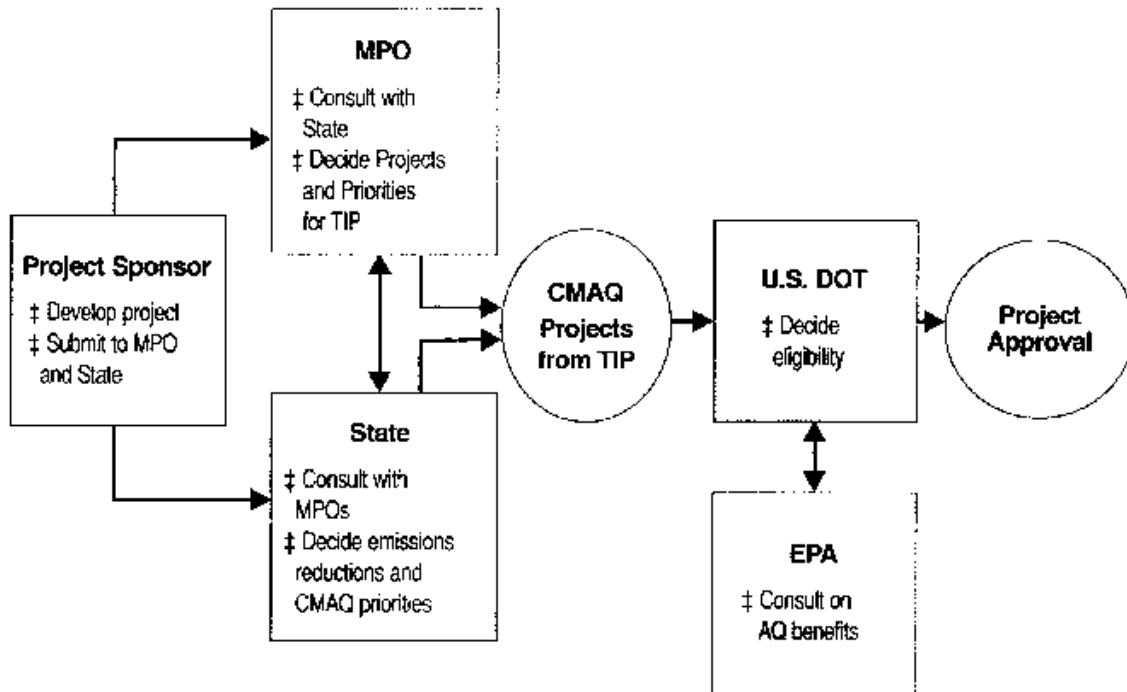 MPO
‡ Consult with
State
‡ Decide Projects
and Priorities
for TIP
Project Sponsor
‡ Develop project
‡ Submit to MPO
and State
State
‡ Consult with
MPOs
‡ Decide emissions
reductions and
CMAQ priorities
CMAQ
Projects
from TIP
U.S. DOT
‡ Decide
eligibility
EPA
‡ Consult on
AQ benefits
Project
Approval